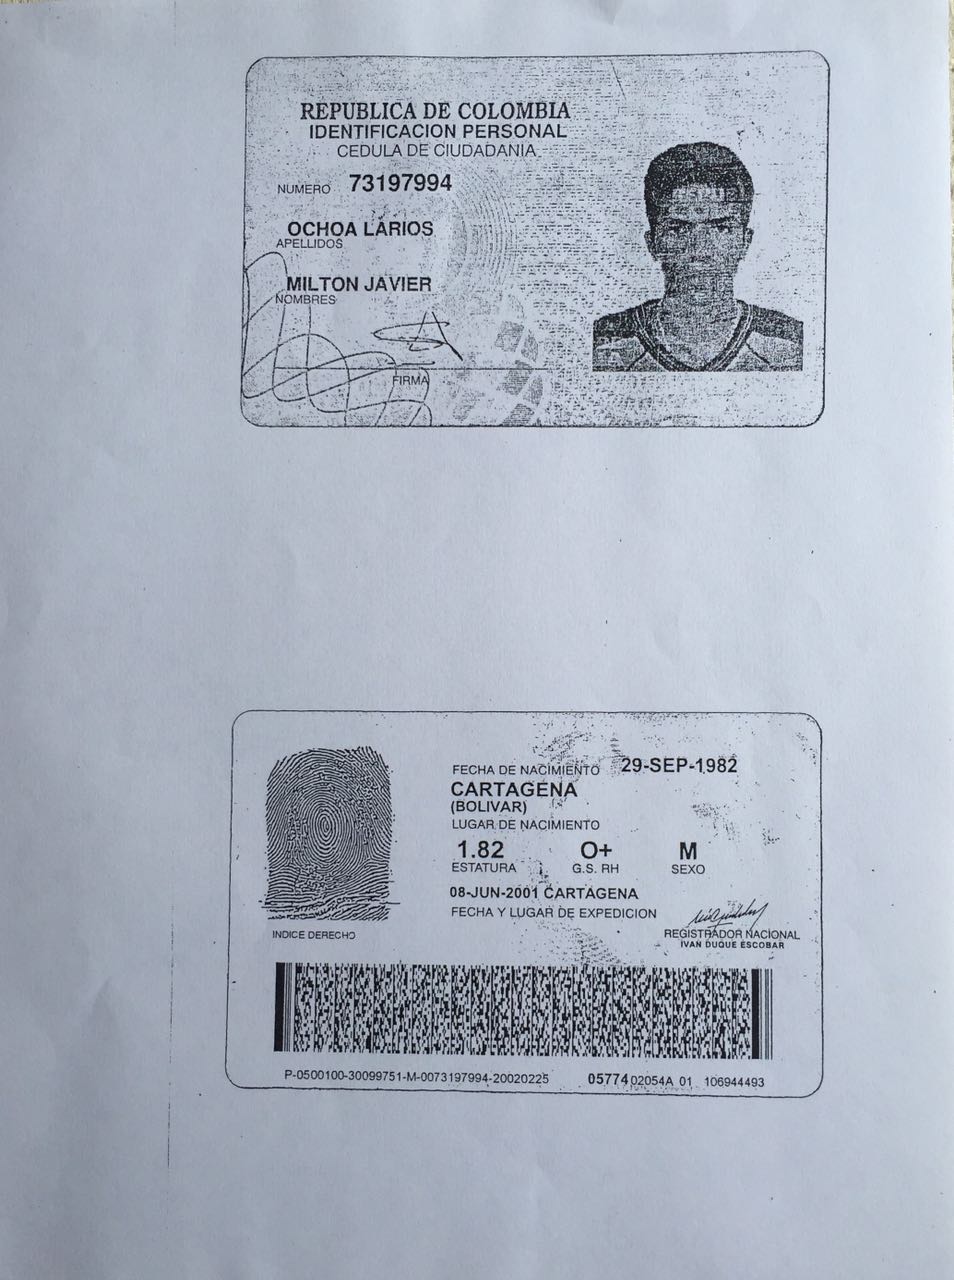 REPUBLICA DE COLOMBIA
IDENTIFICACION PERSONAL
CEDULA DE CIUDADANIA
NUMERO 73197994
OCHOA LARIOS
APELLIDOS
MILTON JAVIER
NOMBRES
FIRMA
FECHA DE NACIMIENTO 29-SEP-1982
CARTAGENA
(BOLIVAR)
LUGAR DE NACIMIENTO
1.82 O+ M
ESTATURA G.S. RH SEXO
08-JUN-2001 CARTAGENA
FECHA Y LUGAR DE EXPEDICION
INDICE DERECHO
REGISTRADOR NACIONAL
IVAN DUQUE ESCOBAR
P-0500100-30099751-M-0073197994-20020225 0577402054A 01 106944493